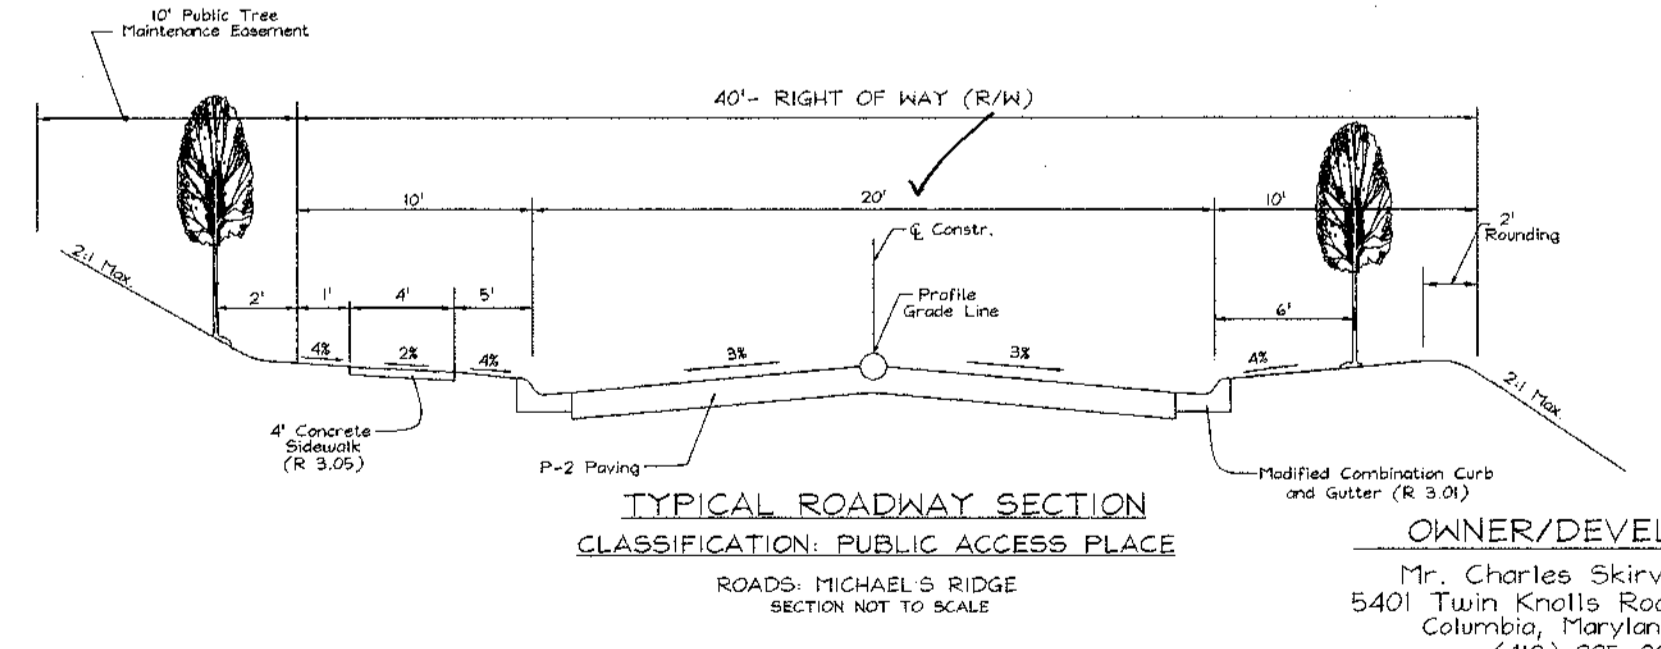 10' Public Tree
Maintenance Easement
40'- RIGHT OF WAY (R/W)
10'
20'
10'
2'
Rounding
℄ Constr.
2:1 Max.
2'
1'
4'
5'
Profile
Grade Line
6'
4%
2%
4%
3%
3%
4%
2:1 Max.
4' Concrete
Sidewalk
(R 3.05)
P-2 Paving
Modified Combination Curb
and Gutter (R 3.01)
TYPICAL ROADWAY SECTION
CLASSIFICATION: PUBLIC ACCESS PLACE
ROADS: MICHAEL'S RIDGE
SECTION NOT TO SCALE
OWNER/DEVEL
Mr. Charles Skirv
5401 Twin Knolls Roa
Columbia, Marylan